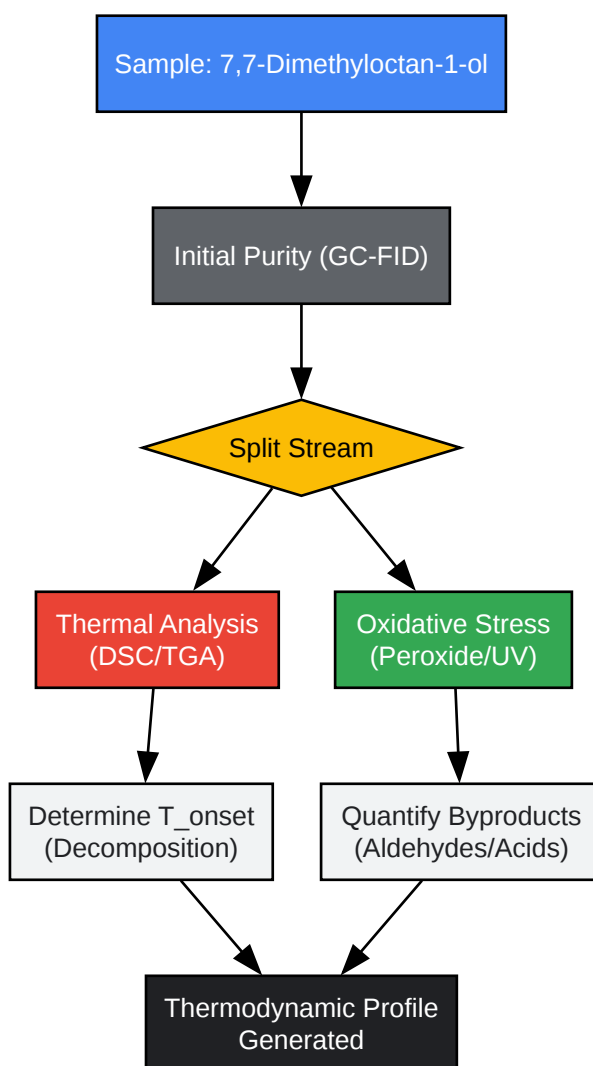 Sample: 7,7-Dimethyloctan-1-ol
Initial Purity (GC-FID)
Split Stream
Thermal Analysis
(DSC/TGA)
Oxidative Stress
(Peroxide/UV)
Determine T_onset
(Decomposition)
Quantify Byproducts
(Aldehydes/Acids)
Thermodynamic Profile
Generated